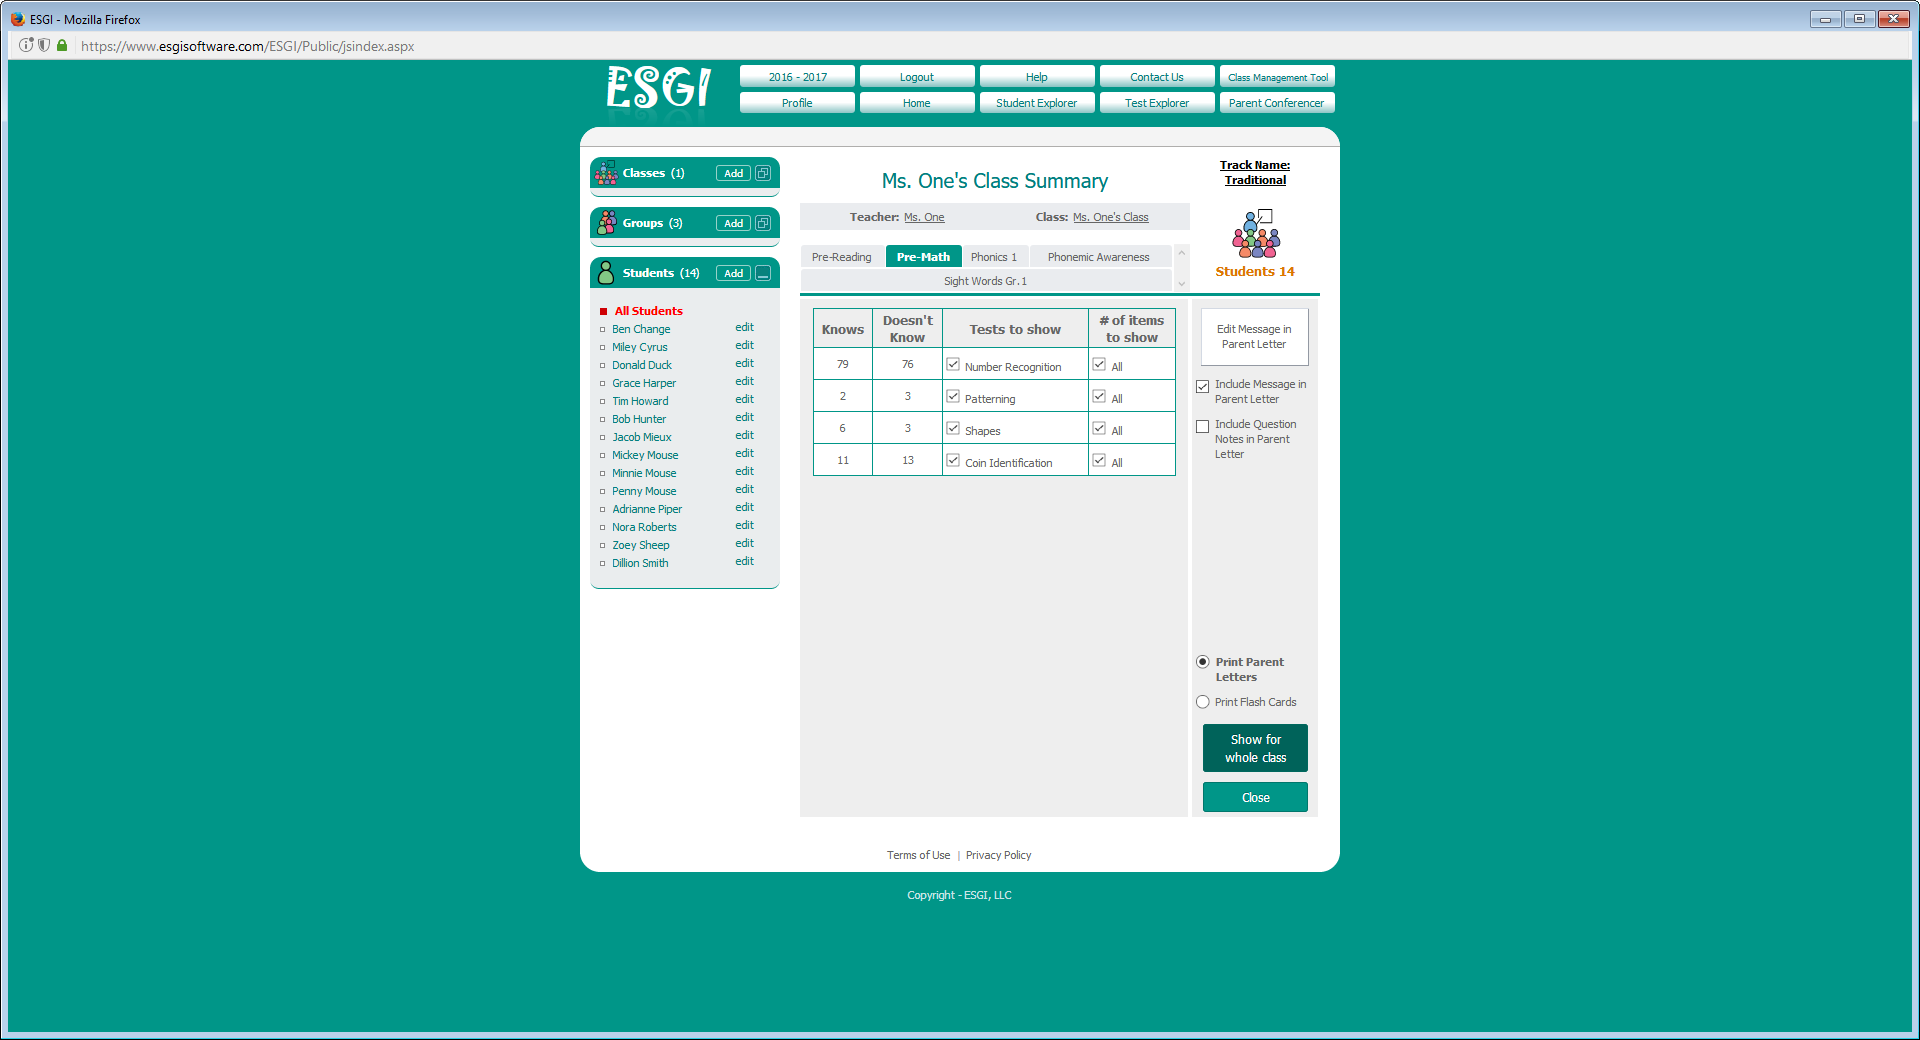 ESGI - Mozilla Firefox
https://www.esgisoftware.com/ESGI/Public/jsindex.aspx
ESGI
2016 - 2017 Logout Help Contact Us Class Management Tool
Profile Home Student Explorer Test Explorer Parent Conferencer
Classes (1) Add
Groups (3) Add
Students (14) Add
All Students
Ben Change edit
Miley Cyrus edit
Donald Duck edit
Grace Harper edit
Tim Howard edit
Bob Hunter edit
Jacob Mieux edit
Mickey Mouse edit
Minnie Mouse edit
Penny Mouse edit
Adrianne Piper edit
Nora Roberts edit
Zoey Sheep edit
Dillion Smith edit
Ms. One's Class Summary
Teacher: Ms. One Class: Ms. One's Class
Track Name:
Traditional
Students 14
Pre-Reading Pre-Math Phonics 1 Phonemic Awareness
Sight Words Gr.1
Knows Doesn't Know Tests to show # of items to show
79 76 Number Recognition All
2 3 Patterning All
6 3 Shapes All
11 13 Coin Identification All
Edit Message in
Parent Letter
Include Message in
Parent Letter
Include Question
Notes in Parent
Letter
Print Parent
Letters
Print Flash Cards
Show for
whole class
Close
Terms of Use | Privacy Policy
Copyright - ESGI, LLC